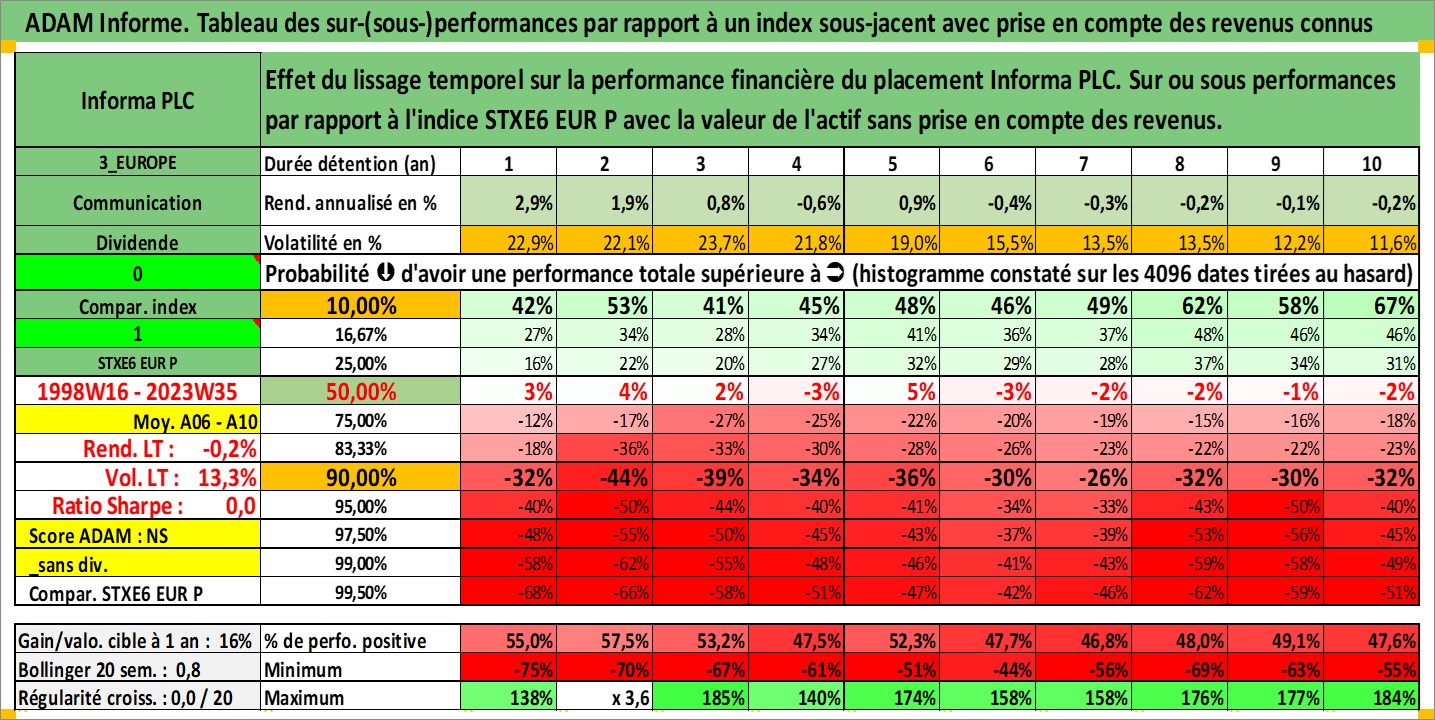 ADAM Informe. Tableau des sur-(sous-)performances par rapport à un index sous-jacent avec prise en compte des revenus connus
Informa PLC
Effet du lissage temporel sur la performance financière du placement Informa PLC. Sur ou sous performances
par rapport à l'indice STXE6 EUR P avec la valeur de l'actif sans prise en compte des revenus.
3_EUROPE Durée détention (an) 1 2 3 4 5 6 7 8 9 10
Communication Rend. annualisé en % 2,9% 1,9% 0,8% -0,6% 0,9% -0,4% -0,3% -0,2% -0,1% -0,2%
Dividende Volatilité en % 22,9% 22,1% 23,7% 21,8% 19,0% 15,5% 13,5% 13,5% 12,2% 11,6%
0 Probabilité d'avoir une performance totale supérieure à (histogramme constaté sur les 4096 dates tirées au hasard)
Compar. index 10,00% 42% 53% 41% 45% 48% 46% 49% 62% 58% 67%
1 16,67% 27% 34% 28% 34% 41% 36% 37% 48% 46% 46%
STXE6 EUR P 25,00% 16% 22% 20% 27% 32% 29% 28% 37% 34% 31%
1998W16 - 2023W35 50,00% 3% 4% 2% -3% 5% -3% -2% -2% -1% -2%
Moy. A06 - A10 75,00% -12% -17% -27% -25% -22% -20% -19% -15% -16% -18%
Rend. LT : -0,2% 83,33% -18% -36% -33% -30% -28% -26% -23% -22% -22% -23%
Vol. LT : 13,3% 90,00% -32% -44% -39% -34% -36% -30% -26% -32% -30% -32%
Ratio Sharpe : 0,0 95,00% -40% -50% -44% -40% -41% -34% -33% -43% -50% -40%
Score ADAM : NS 97,50% -48% -55% -50% -45% -43% -37% -39% -53% -56% -45%
_sans div. 99,00% -58% -62% -55% -48% -46% -41% -43% -59% -58% -49%
Compar. STXE6 EUR P 99,50% -68% -66% -58% -51% -47% -42% -46% -62% -59% -51%
Gain/valo. cible à 1 an : 16% % de perfo. positive 55,0% 57,5% 53,2% 47,5% 52,3% 47,7% 46,8% 48,0% 49,1% 47,6%
Bollinger 20 sem. : 0,8 Minimum -75% -70% -67% -61% -51% -44% -56% -69% -63% -55%
Régularité croiss. : 0,0 / 20 Maximum 138% x 3,6 185% 140% 174% 158% 158% 176% 177% 184%